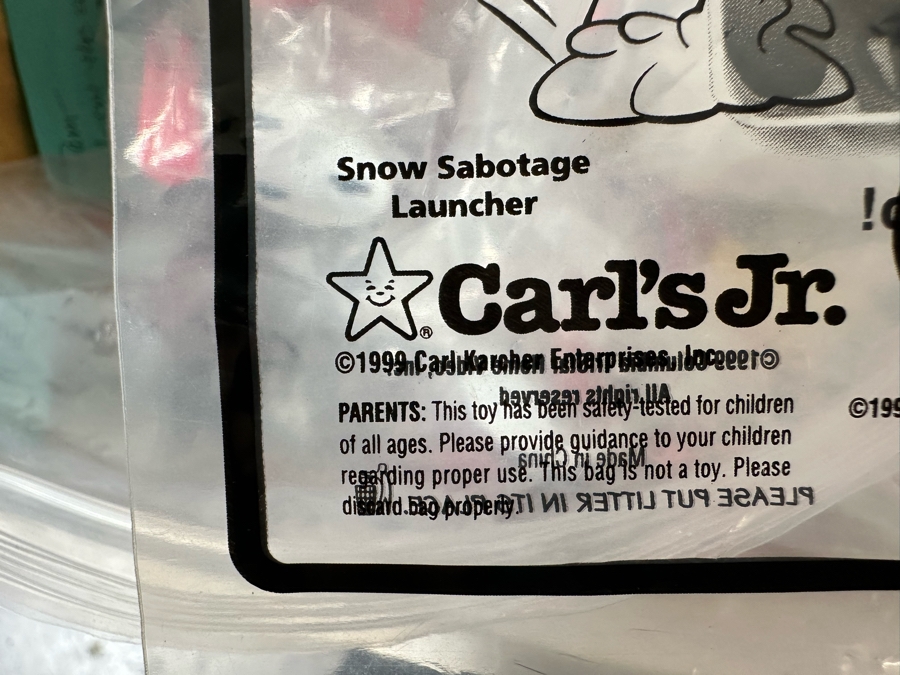 Snow Sabotage
Launcher
Carl's Jr.
®
©1999 Carl Karcher Enterprises, Inc.
All rights reserved
PARENTS: This toy has been safety-tested for children
of all ages. Please provide guidance to your children
Made in China
regarding proper use. This bag is not a toy. Please
PLEASE PUT LITTER IN ITS PLACE.
discard bag properly.
©199